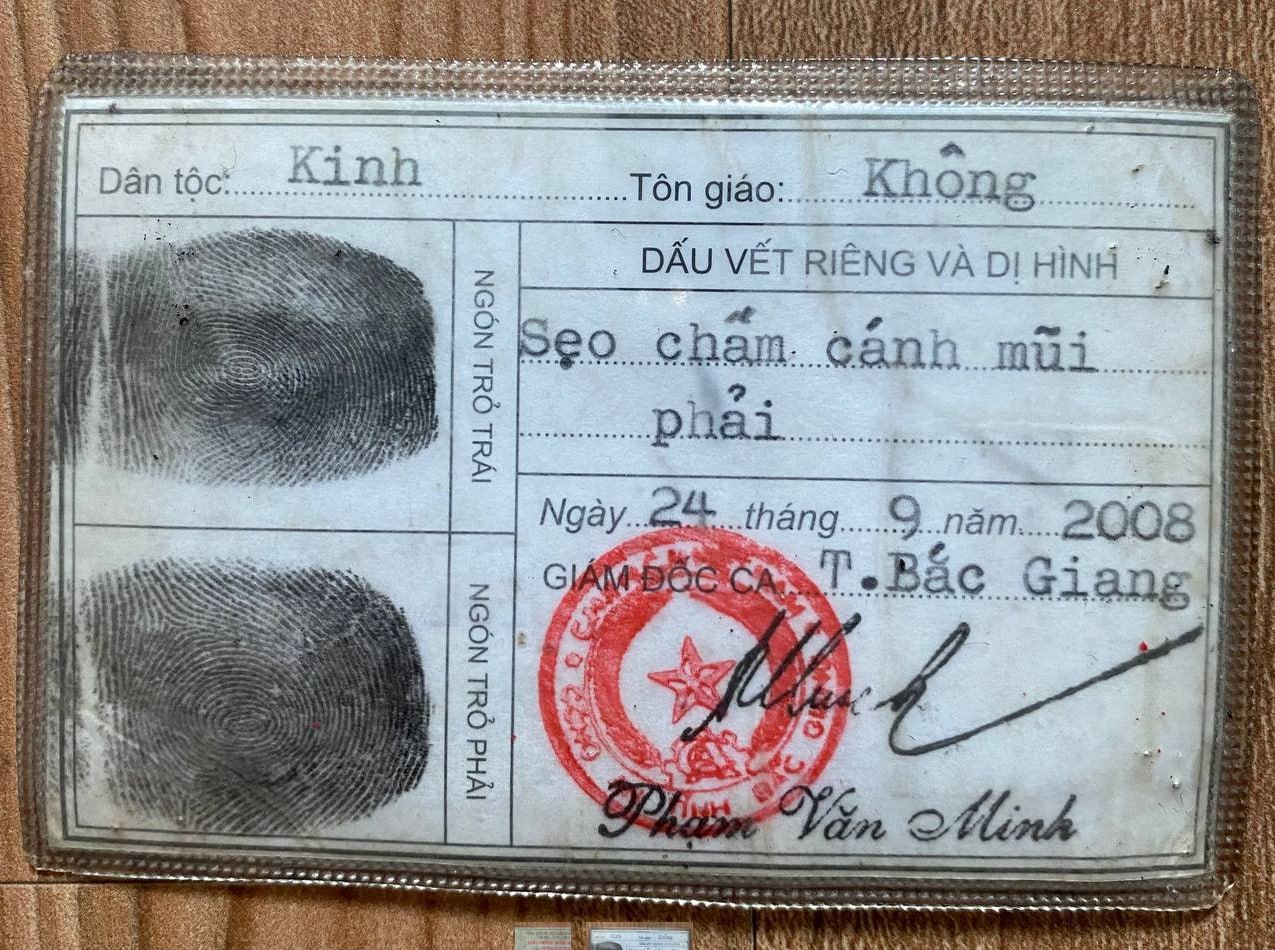 Dân tộc: Kinh Tôn giáo: Không
NGÓN TRỎ TRÁI
NGÓN TRỎ PHẢI
DẤU VẾT RIÊNG VÀ DỊ HÌNH
Sẹo chấm cánh mũi
phải
Ngày 24 tháng 9 năm 2008
GIÁM ĐỐC CA T.Bắc Giang
Phạm Văn Minh